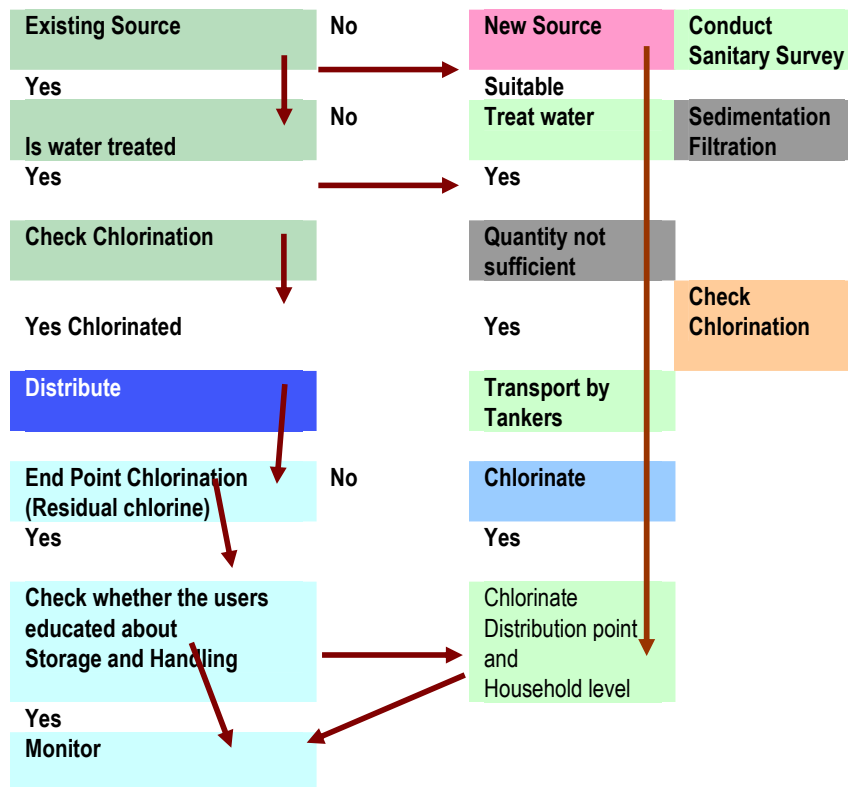 Existing Source
No
New Source
Conduct
Sanitary Survey
Yes
Suitable
Is water treated
No
Treat water
Sedimentation
Filtration
Yes
Yes
Check Chlorination
Quantity not
sufficient
Yes Chlorinated
Yes
Check
Chlorination
Distribute
Transport by
Tankers
End Point Chlorination
(Residual chlorine)
No
Chlorinate
Yes
Yes
Check whether the users
educated about
Storage and Handling
Chlorinate
Distribution point
and
Household level
Yes
Monitor